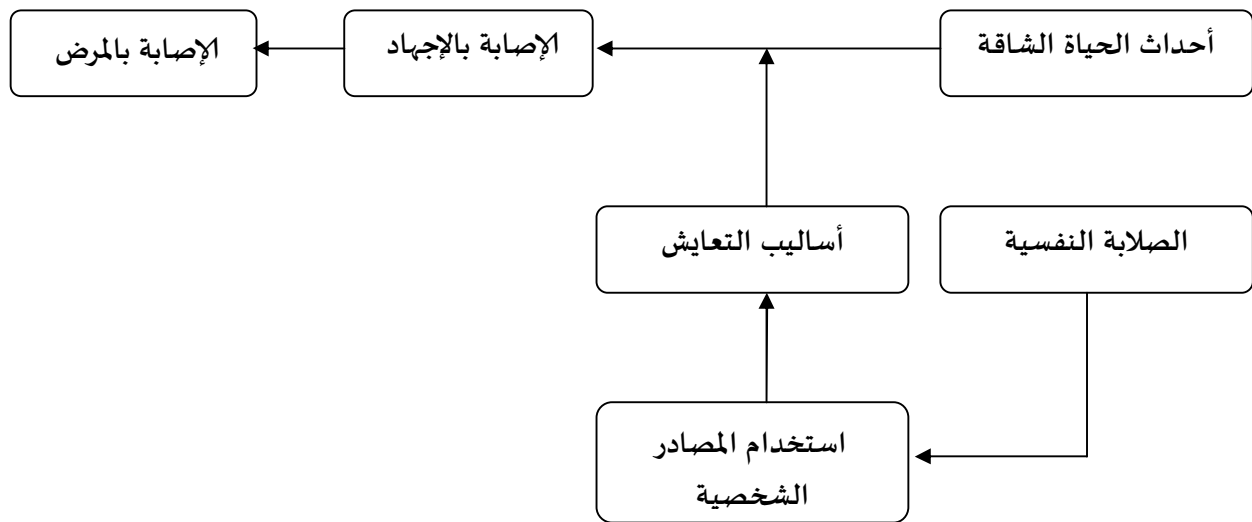 أحداث الحياة الشاقة
الإصابة بالإجهاد
الإصابة بالمرض
الصلابة النفسية
أساليب التعايش
استخدام المصادر
الشخصية